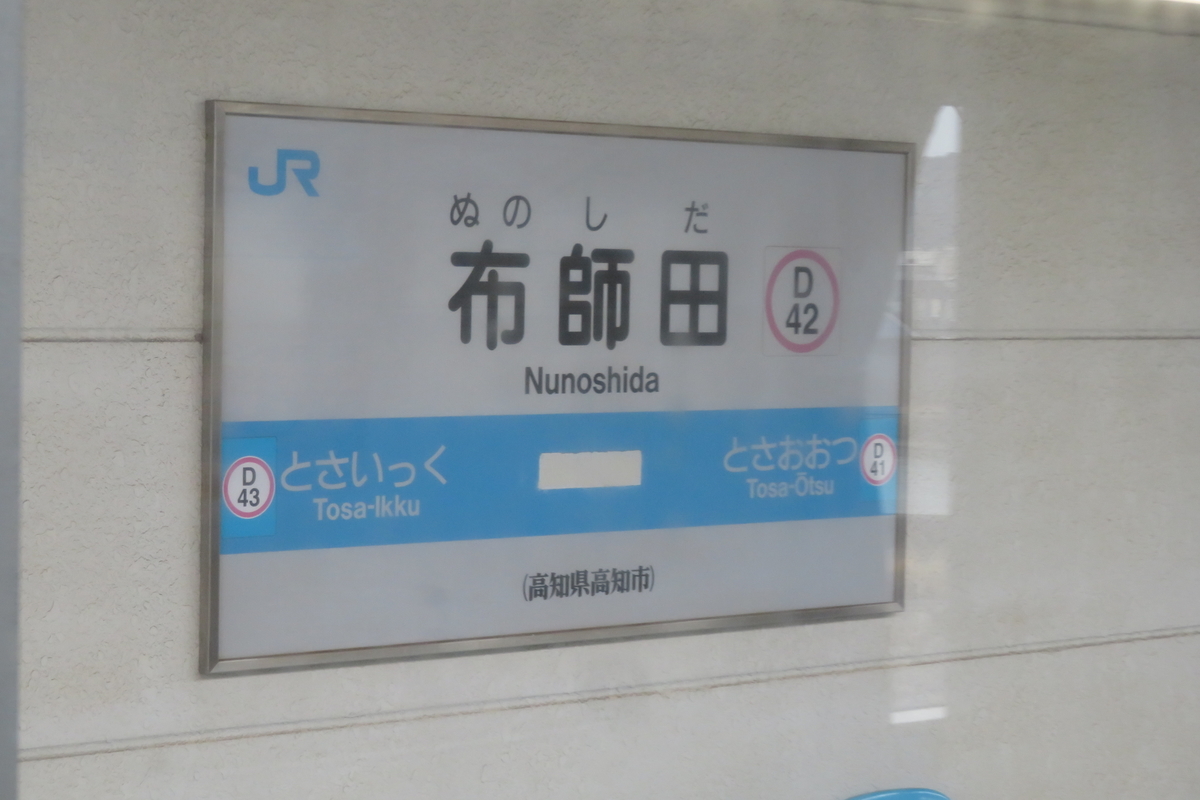 JR
ぬのしだ
布師田
D
42
Nunoshida
D
43
とさいっく
Tosa-Ikku
とさおおつ
Tosa-Ōtsu
D
41
(高知県高知市)